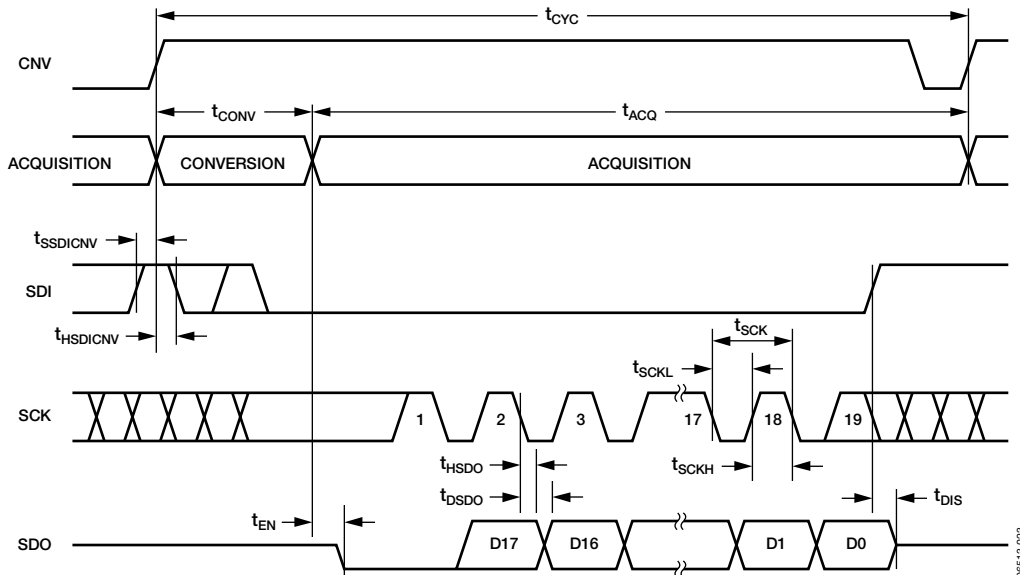 tCYC
CNV
tCONV
tACQ
ACQUISITION
CONVERSION
ACQUISITION
tSSDICNV
SDI
tHSDICNV
tSCK
tSCKL
SCK
1
2
3
17
18
19
tHSDO
tSCKH
tDSDO
tDIS
tEN
SDO
D17
D16
D1
D0